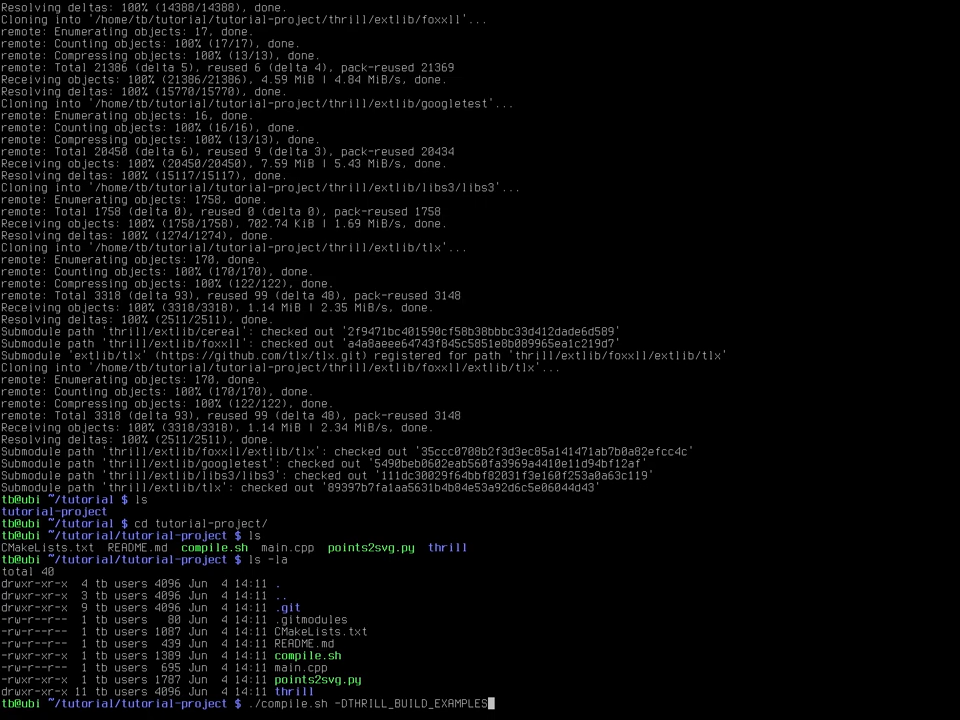 Resolving deltas: 100% (14388/14388), done.
Cloning into '/home/tb/tutorial/tutorial-project/thrill/extlib/foxxll'...
remote: Enumerating objects: 17, done.
remote: Counting objects: 100% (17/17), done.
remote: Compressing objects: 100% (13/13), done.
remote: Total 21386 (delta 5), reused 6 (delta 4), pack-reused 21369
Receiving objects: 100% (21386/21386), 4.59 MiB | 4.84 MiB/s, done.
Resolving deltas: 100% (15770/15770), done.
Cloning into '/home/tb/tutorial/tutorial-project/thrill/extlib/googletest'...
remote: Enumerating objects: 16, done.
remote: Counting objects: 100% (16/16), done.
remote: Compressing objects: 100% (13/13), done.
remote: Total 20450 (delta 6), reused 9 (delta 3), pack-reused 20434
Receiving objects: 100% (20450/20450), 7.59 MiB | 5.43 MiB/s, done.
Resolving deltas: 100% (15117/15117), done.
Cloning into '/home/tb/tutorial/tutorial-project/thrill/extlib/libs3/libs3'...
remote: Enumerating objects: 1758, done.
remote: Total 1758 (delta 0), reused 0 (delta 0), pack-reused 1758
Receiving objects: 100% (1758/1758), 702.74 KiB | 1.69 MiB/s, done.
Resolving deltas: 100% (1274/1274), done.
Cloning into '/home/tb/tutorial/tutorial-project/thrill/extlib/tlx'...
remote: Enumerating objects: 170, done.
remote: Counting objects: 100% (170/170), done.
remote: Compressing objects: 100% (122/122), done.
remote: Total 3318 (delta 93), reused 99 (delta 48), pack-reused 3148
Receiving objects: 100% (3318/3318), 1.14 MiB | 2.35 MiB/s, done.
Resolving deltas: 100% (2511/2511), done.
Submodule path 'thrill/extlib/cereal': checked out '2f9471bc401590cf58b38bbbc33d412dade6d589'
Submodule path 'thrill/extlib/foxxll': checked out 'a4a8aeee64743f845c5851e8b089965ea1c219d7'
Submodule 'extlib/tlx' (https://github.com/tlx/tlx.git) registered for path 'thrill/extlib/foxxll/extlib/tlx'
Cloning into '/home/tb/tutorial/tutorial-project/thrill/extlib/foxxll/extlib/tlx'...
remote: Enumerating objects: 170, done.
remote: Counting objects: 100% (170/170), done.
remote: Compressing objects: 100% (122/122), done.
remote: Total 3318 (delta 93), reused 99 (delta 48), pack-reused 3148
Receiving objects: 100% (3318/3318), 1.14 MiB | 2.34 MiB/s, done.
Resolving deltas: 100% (2511/2511), done.
Submodule path 'thrill/extlib/foxxll/extlib/tlx': checked out '35ccc0708b2f3d3ec85a141471ab7b0a82efcc4c'
Submodule path 'thrill/extlib/googletest': checked out '5490beb0602eab560fa3969a4410e11d94bf12af'
Submodule path 'thrill/extlib/libs3/libs3': checked out '111dc30029f64bbf82031f3e160f253a0a63c119'
Submodule path 'thrill/extlib/tlx': checked out '89397b7fa1aa5631b4b84e53a92d6c5e06044d43'
tb@ubi ~/tutorial $ ls
tutorial-project
tb@ubi ~/tutorial $ cd tutorial-project/
tb@ubi ~/tutorial/tutorial-project $ ls
CMakeLists.txt  README.md  compile.sh  main.cpp  points2svg.py  thrill
tb@ubi ~/tutorial/tutorial-project $ ls -la
total 40
drwxr-xr-x  4 tb users 4096 Jun  4 14:11 .
drwxr-xr-x  3 tb users 4096 Jun  4 14:11 ..
drwxr-xr-x  9 tb users 4096 Jun  4 14:11 .git
-rw-r--r--  1 tb users   80 Jun  4 14:11 .gitmodules
-rw-r--r--  1 tb users 1087 Jun  4 14:11 CMakeLists.txt
-rw-r--r--  1 tb users  439 Jun  4 14:11 README.md
-rwxr-xr-x  1 tb users 1389 Jun  4 14:11 compile.sh
-rw-r--r--  1 tb users  695 Jun  4 14:11 main.cpp
-rwxr-xr-x  1 tb users 1787 Jun  4 14:11 points2svg.py
drwxr-xr-x 11 tb users 4096 Jun  4 14:11 thrill
tb@ubi ~/tutorial/tutorial-project $ ./compile.sh -DTHRILL_BUILD_EXAMPLES